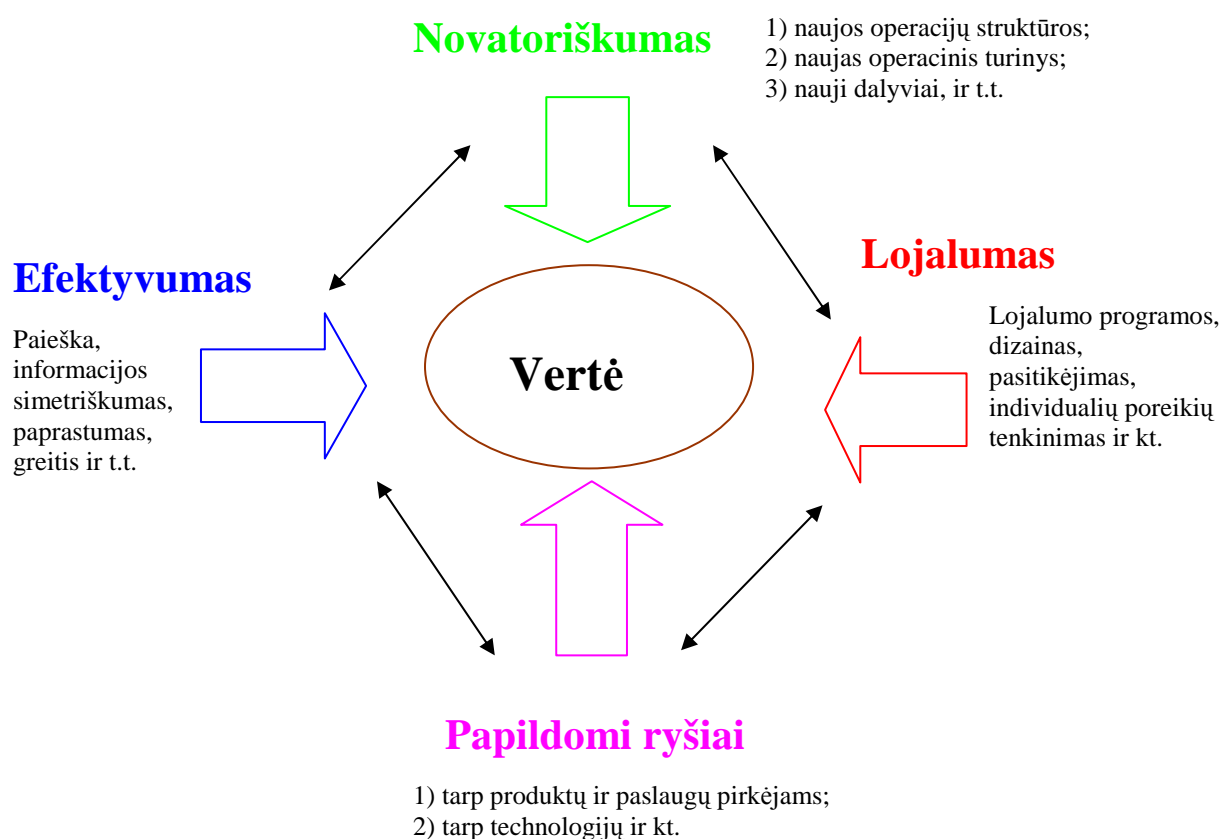 Novatoriškumas
1) naujos operacijų struktūros;
2) naujas operacinis turinys;
3) nauji dalyviai, ir t.t.
Efektyvumas
Paieška,
informacijos
simetriškumas,
paprastumas,
greitis ir t.t.
Vertė
Lojalumas
Lojalumo programos,
dizainas,
pasitikėjimas,
individualių poreikių
tenkinimas ir kt.
Papildomi ryšiai
1) tarp produktų ir paslaugų pirkėjams;
2) tarp technologijų ir kt.